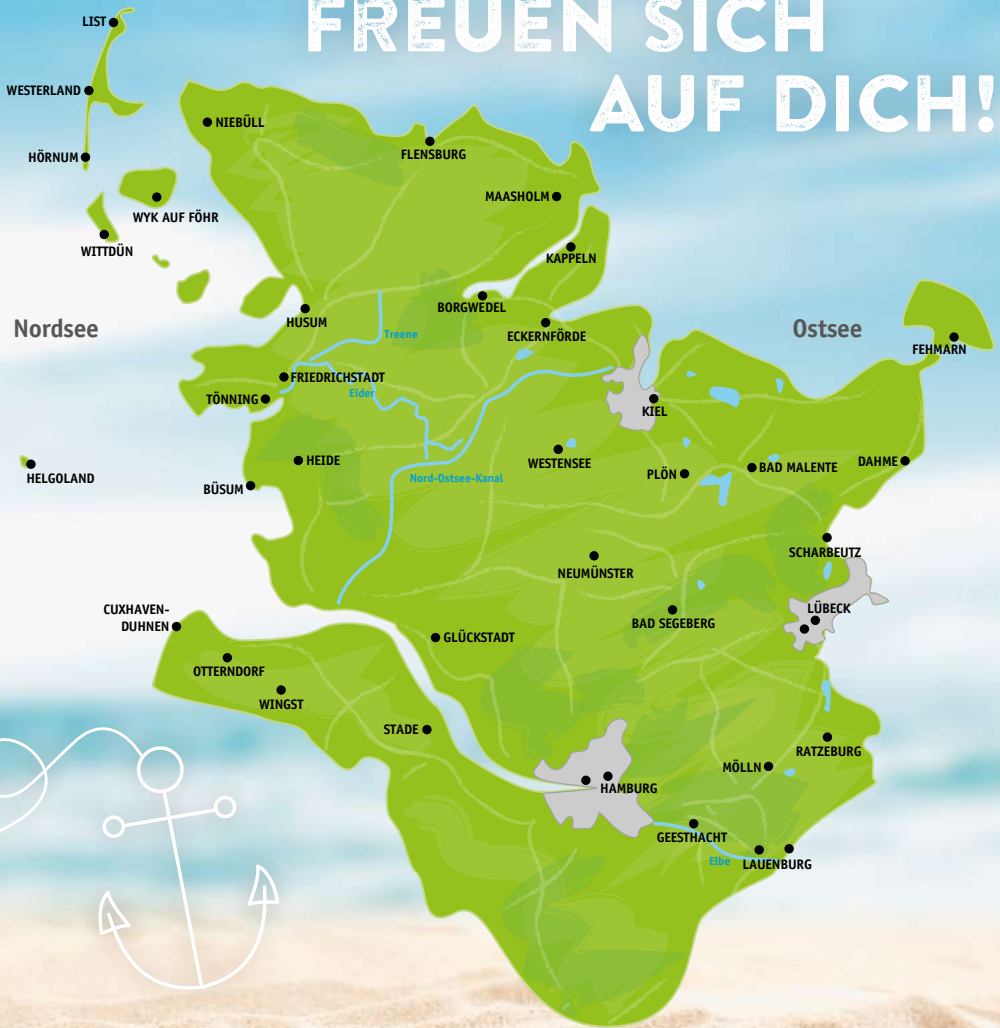 FREUEN SICH
AUF DICH!
LIST
WESTERLAND
HÖRNUM
WYK AUF FÖHR
WITTDÜN
NIEBÜLL
FLENSBURG
MAASHOLM
KAPPELN
BORGWEDEL
ECKERNFÖRDE
HUSUM
Nordsee
Ostsee
Treene
FEHMARN
FRIEDRICHSTADT
Eider
TÖNNING
KIEL
HELGOLAND
HEIDE
BÜSUM
Nord-Ostsee-Kanal
WESTENSEE
PLÖN
BAD MALENTE
DAHME
SCHARBEUTZ
NEUMÜNSTER
LÜBECK
BAD SEGEBERG
CUXHAVEN-
DUHNEN
GLÜCKSTADT
OTTERNDORF
WINGST
STADE
RATZEBURG
MÖLLN
HAMBURG
GEESTHACHT
Elbe
LAUENBURG